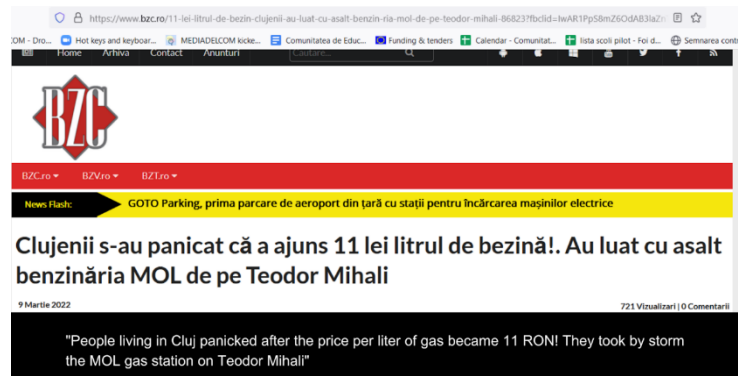 https://www.bzc.ro/11-lei-litrul-de-bezin-clujenii-au-luat-cu-asalt-benzin-ria-mol-de-pe-teodor-mihali-86823?fbclid=IwAR1PpS8mZ6OdA83IaZn
COM - Dro... Hot keys and keyboar... MEDIADELCOM kicke... Comunitatea de Educ... Funding & tenders Calendar - Comunitat... lista scoli pilot - Foi d... Semnarea contr
Home Arhiva Contact Anunturi Cautare...
BZC
BZC.ro BZV.ro BZT.ro
News Flash: GOTO Parking, prima parcare de aeroport din țară cu stații pentru încărcarea mașinilor electrice
Clujenii s-au panicat că a ajuns 11 lei litrul de bezină!. Au luat cu asalt
benzinăria MOL de pe Teodor Mihali
9 Martie 2022 721 Vizualizari | 0 Comentarii
"People living in Cluj panicked after the price per liter of gas became 11 RON! They took by storm
the MOL gas station on Teodor Mihali"